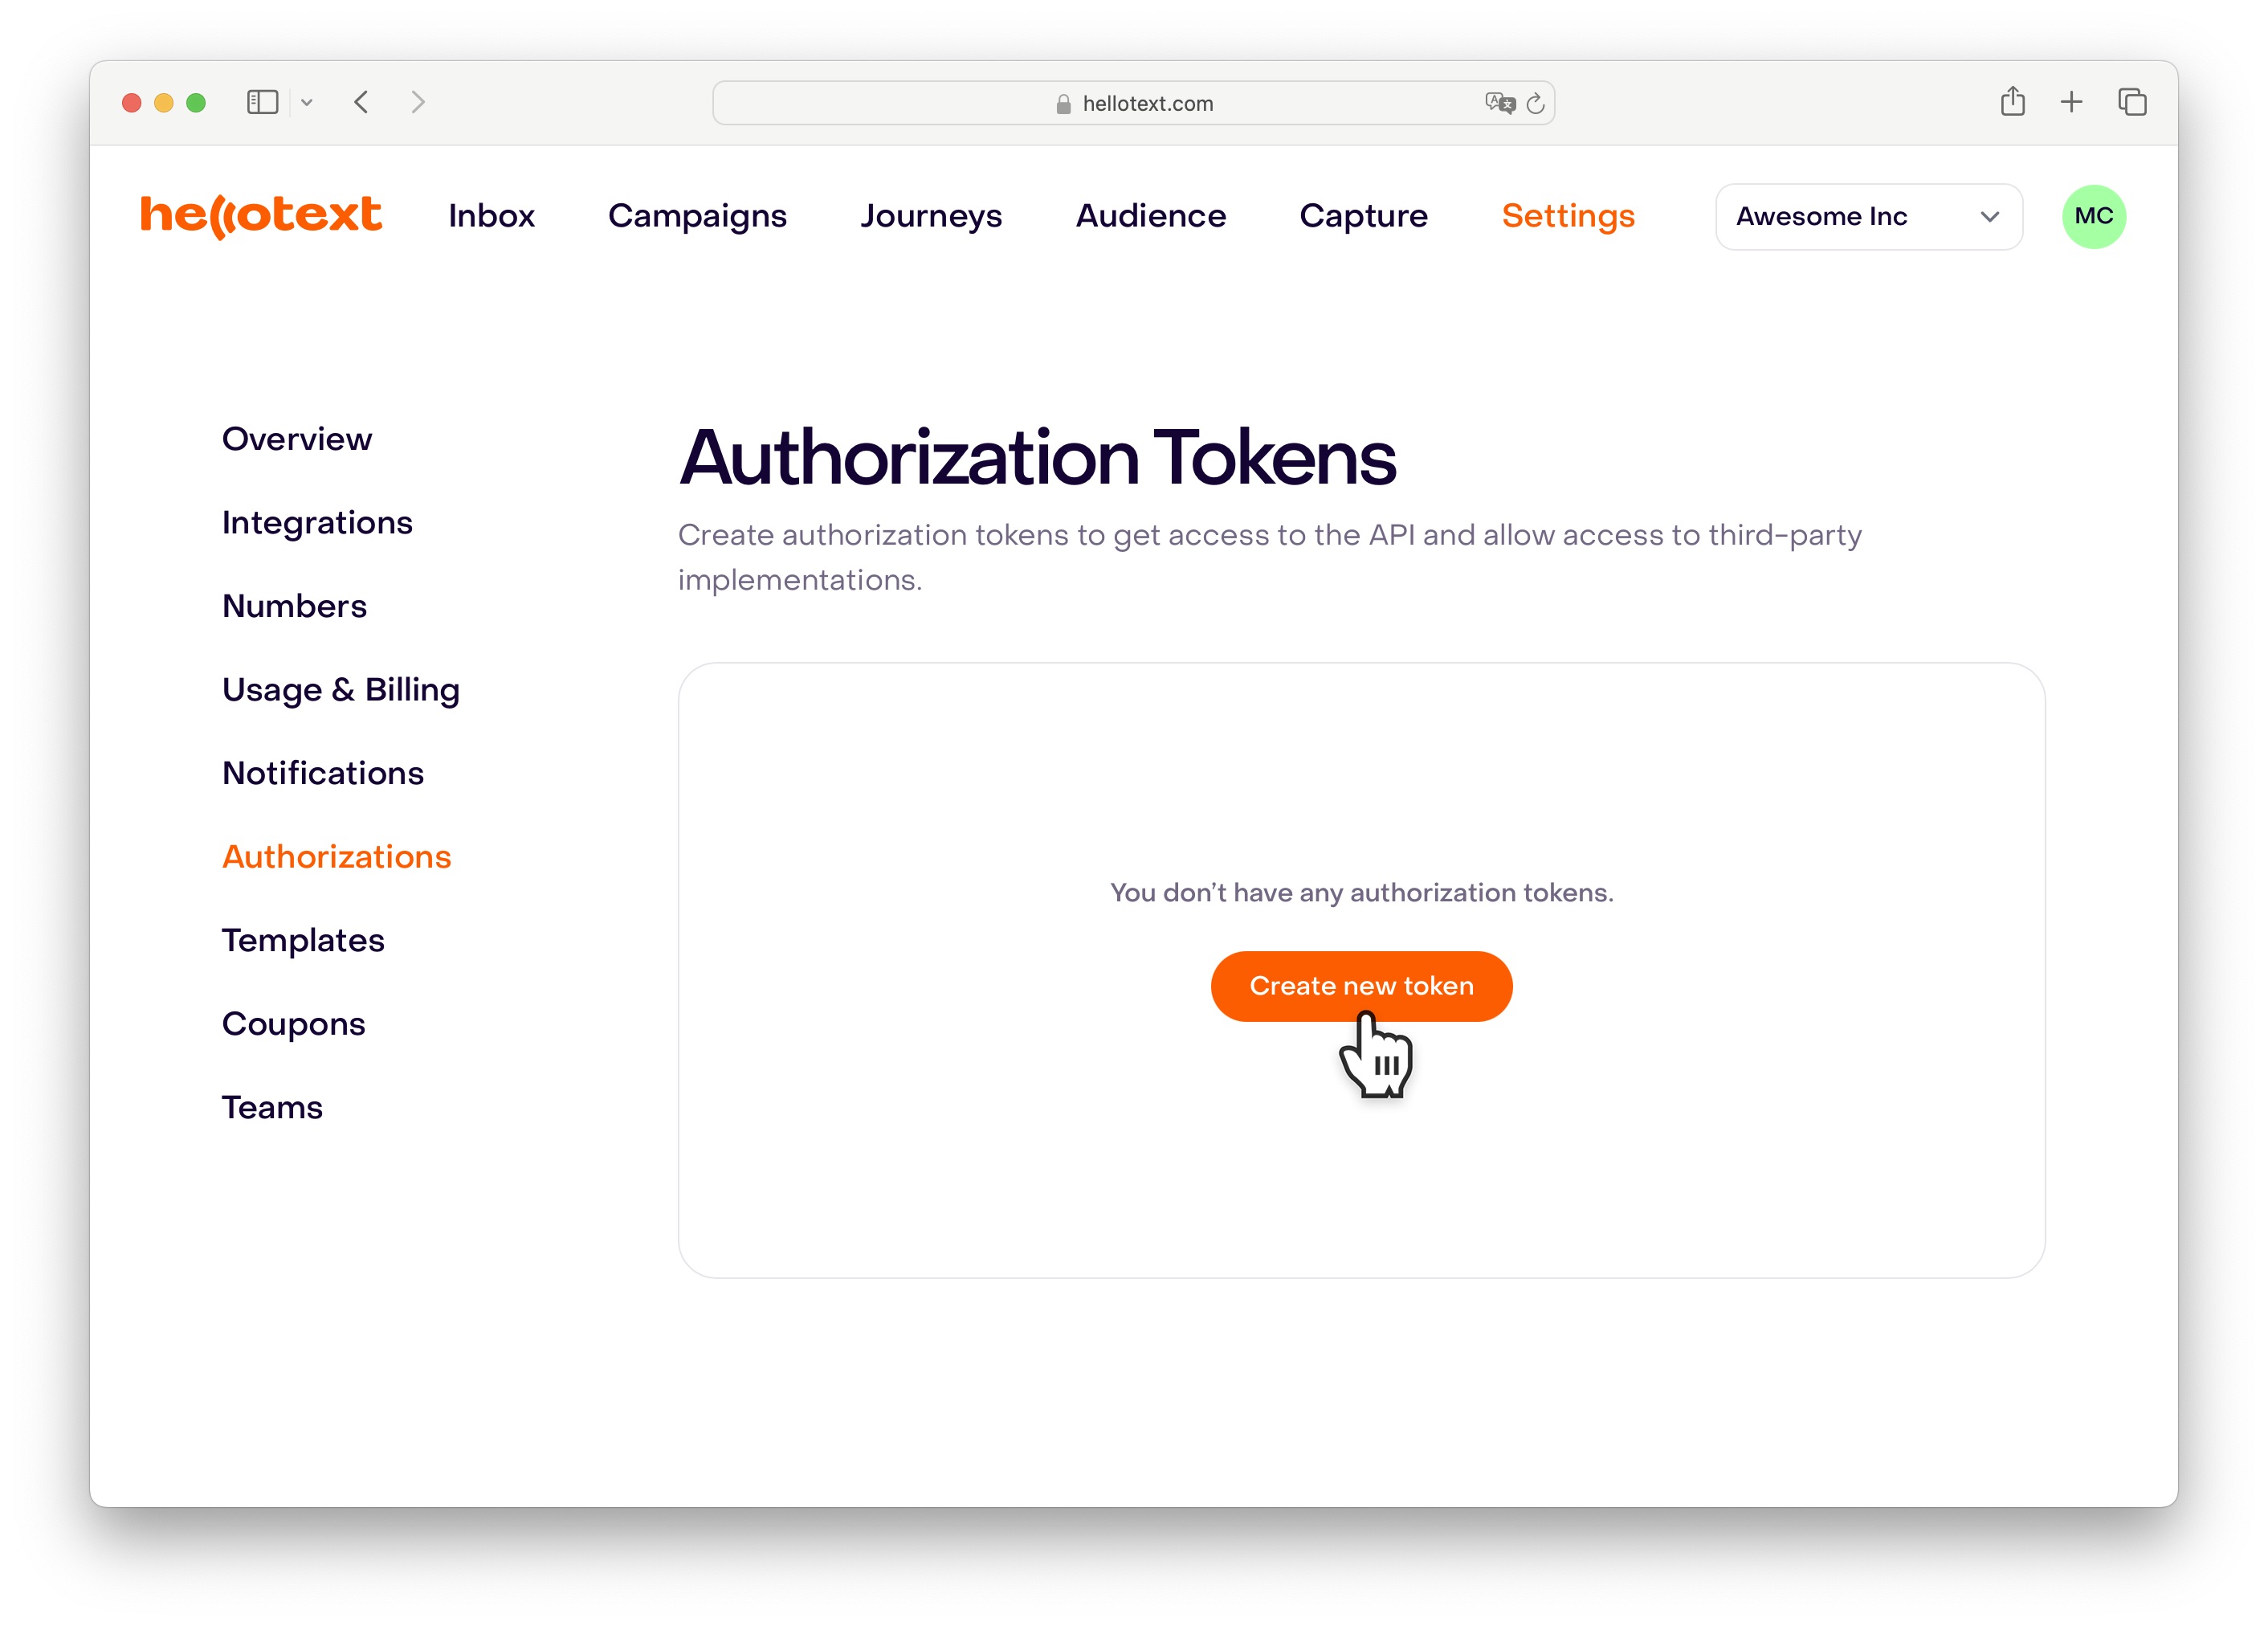 hellotext.com
hellotext
Inbox
Campaigns
Journeys
Audience
Capture
Settings
Awesome Inc
MC
Overview
Integrations
Numbers
Usage & Billing
Notifications
Authorizations
Templates
Coupons
Teams
Authorization Tokens
Create authorization tokens to get access to the API and allow access to third-party
implementations.
You don’t have any authorization tokens.
Create new token